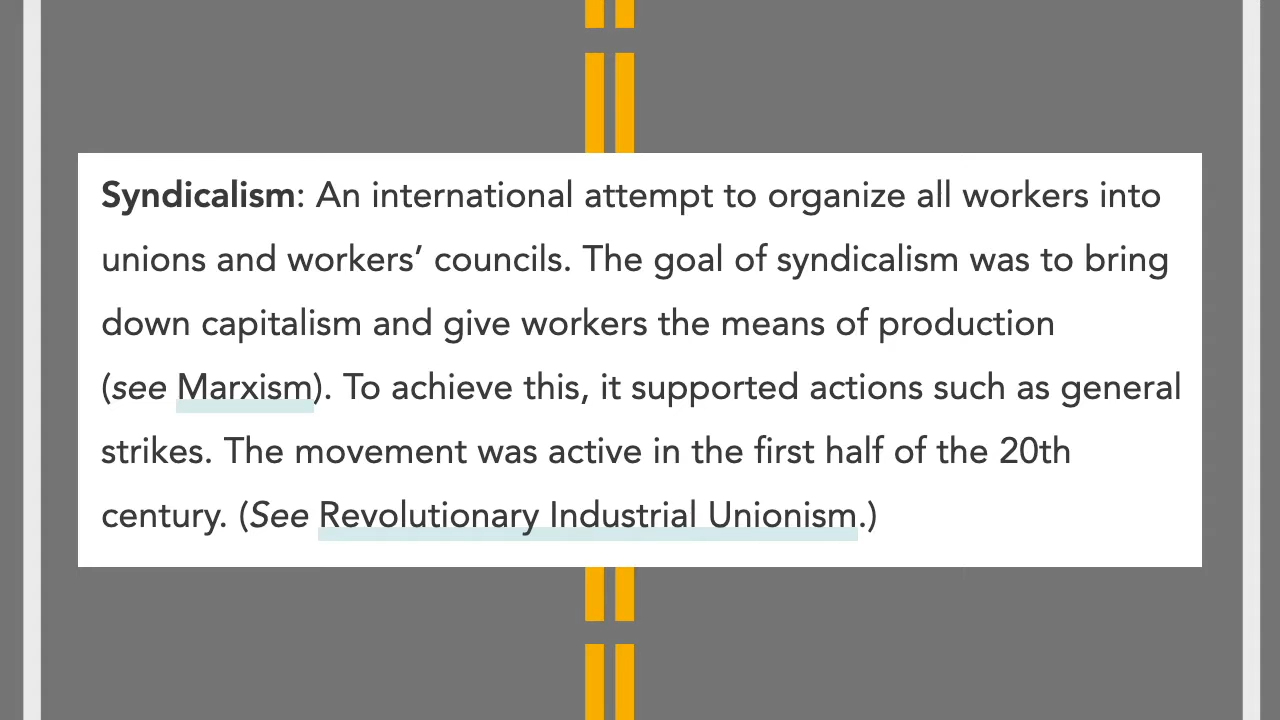 Syndicalism: An international attempt to organize all workers into
unions and workers’ councils. The goal of syndicalism was to bring
down capitalism and give workers the means of production
(see Marxism). To achieve this, it supported actions such as general
strikes. The movement was active in the first half of the 20th
century. (See Revolutionary Industrial Unionism.)